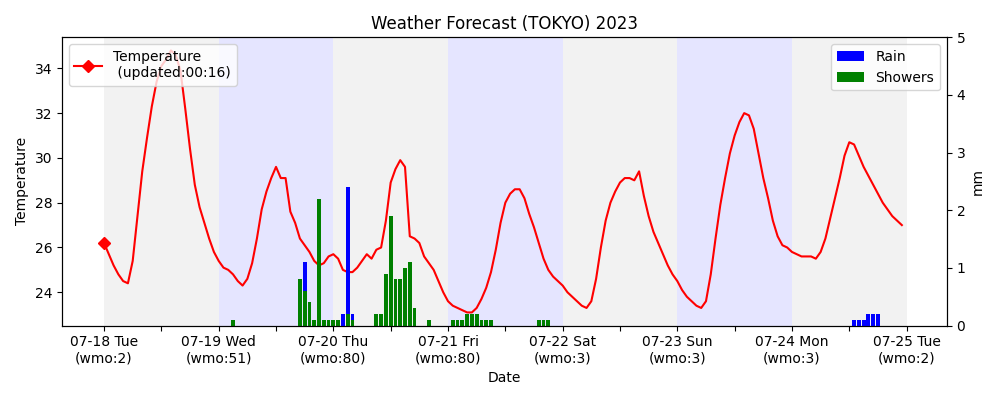 Weather Forecast (TOKYO) 2023
Temperature
(updated:00:16)
Rain
Showers
Temperature
34
32
30
28
26
24
5
4
3
2
1
0
mm
07-18 Tue
(wmo:2)
07-19 Wed
(wmo:51)
07-20 Thu
(wmo:80)
07-21 Fri
(wmo:80)
07-22 Sat
(wmo:3)
07-23 Sun
(wmo:3)
07-24 Mon
(wmo:3)
07-25 Tue
(wmo:2)
Date